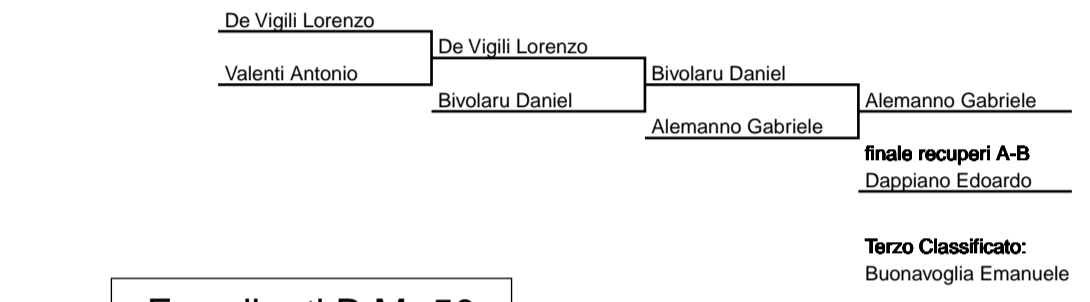 De Vigili Lorenzo
De Vigili Lorenzo
Valenti Antonio
Bivolaru Daniel
Bivolaru Daniel
Alemanno Gabriele
Alemanno Gabriele
finale recuperi A-B
Dappiano Edoardo
Terzo Classificato:
Buonavoglia Emanuele